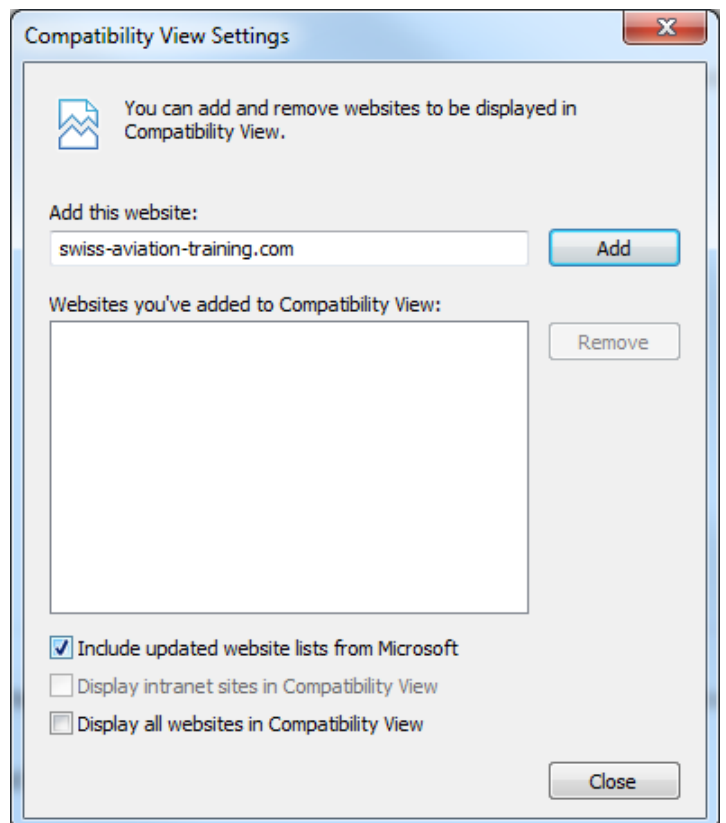 Compatibility View Settings
You can add and remove websites to be displayed in
Compatibility View.
Add this website:
swiss-aviation-training.com
Add
Websites you've added to Compatibility View:
Remove
Include updated website lists from Microsoft
Display intranet sites in Compatibility View
Display all websites in Compatibility View
Close